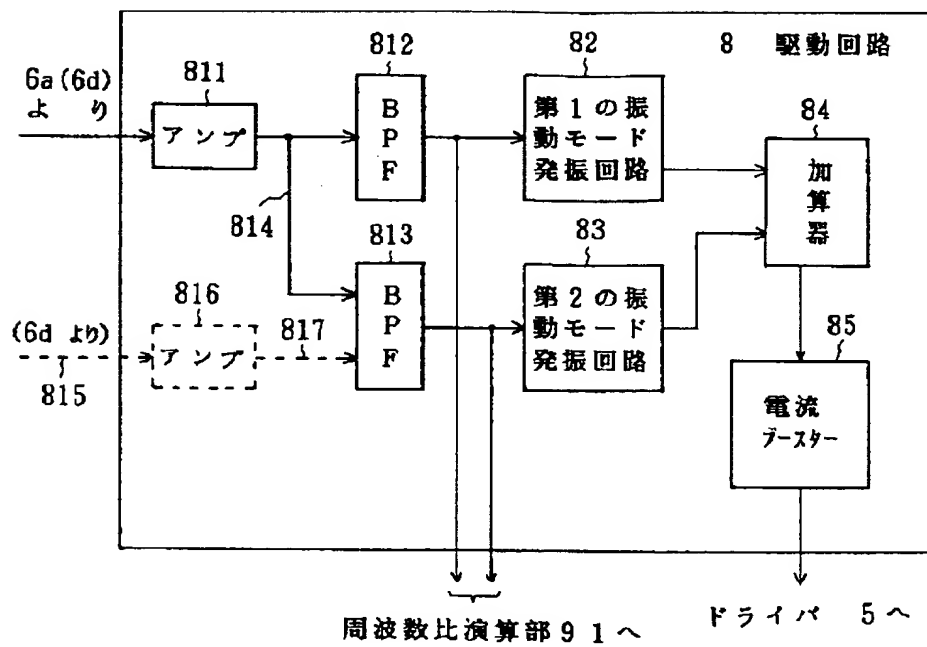 8 駆動回路
6a(6d)
より
811
アンプ
812
BPF
82
第1の振
動モード
発振回路
84
加算器
814
813
BPF
83
第2の振
動モード
発振回路
(6dより)
815
816
アンプ
817
85
電流
ブースター
周波数比演算部91へ
ドライバ 5へ